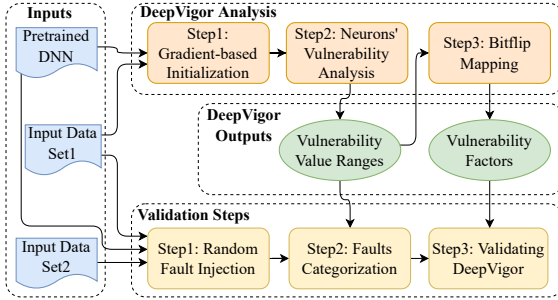 Inputs
Pretrained
DNN
Input Data
Set1
Input Data
Set2
DeepVigor Analysis
Step1:
Gradient-based
Initialization
Step2: Neurons'
Vulnerability
Analysis
Step3: Bitflip
Mapping
DeepVigor
Outputs
Vulnerability
Value Ranges
Vulnerability
Factors
Validation Steps
Step1: Random
Fault Injection
Step2: Faults
Categorization
Step3: Validating
DeepVigor